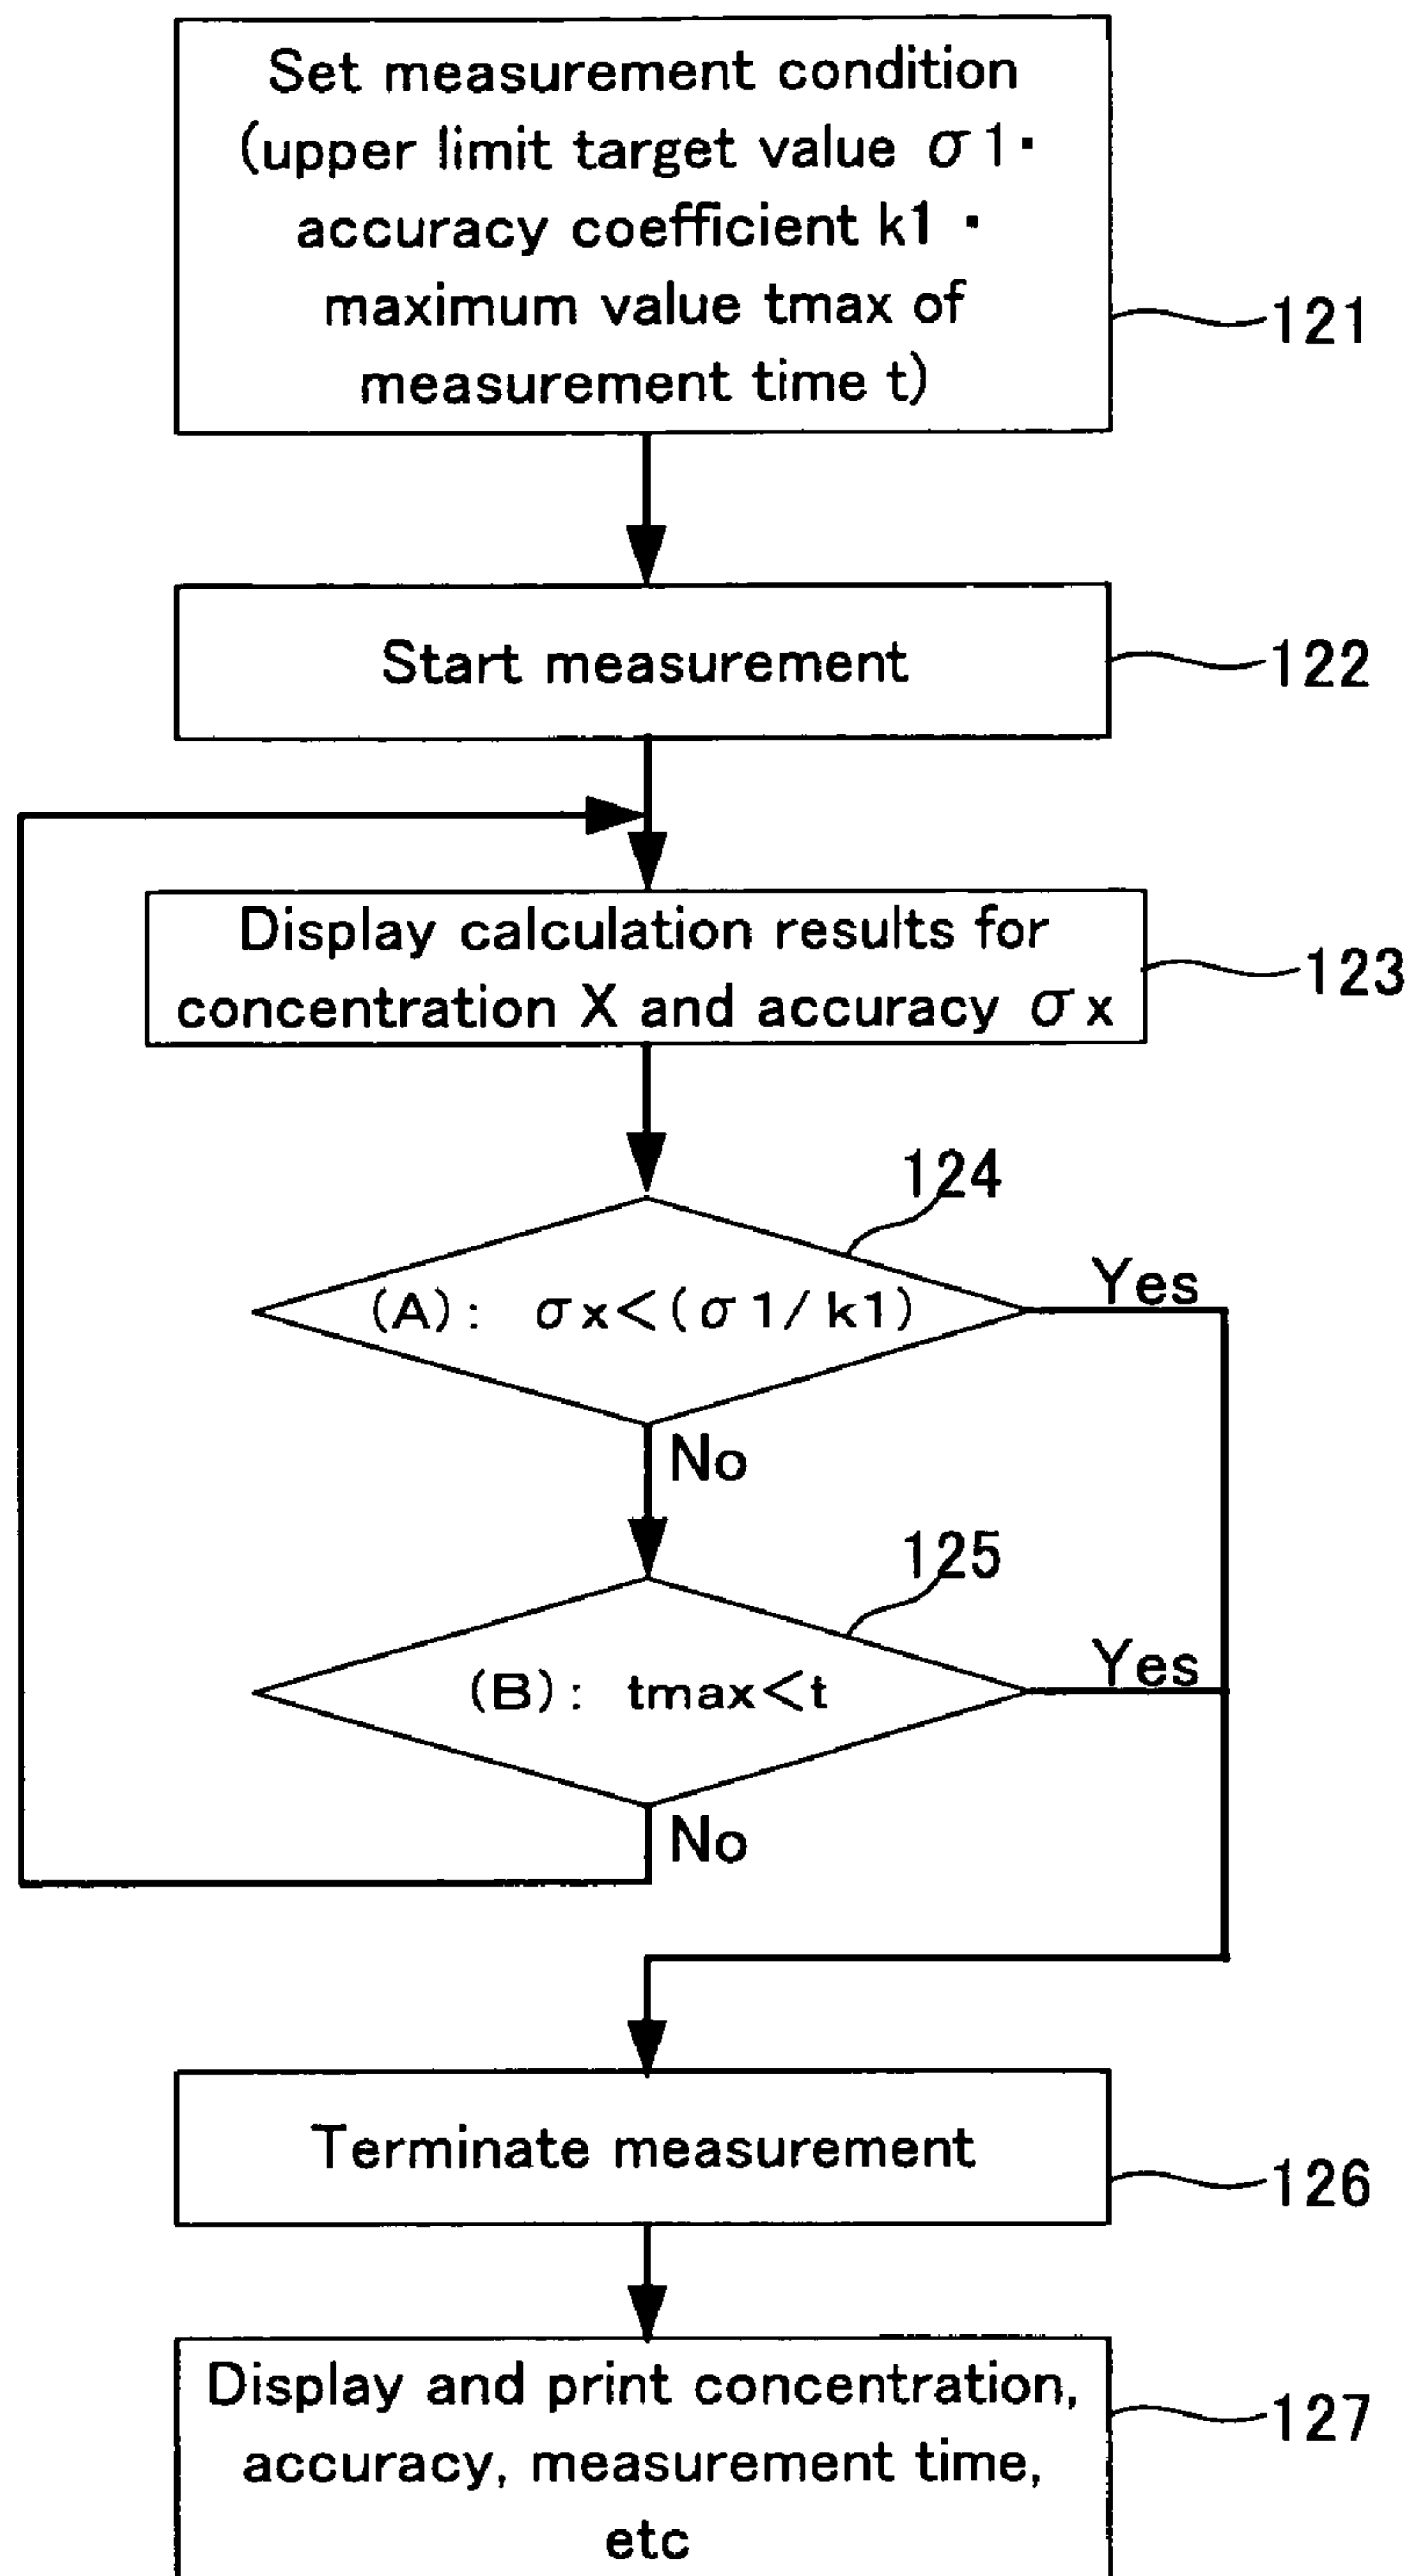 Set measurement condition
(upper limit target value σ1・
accuracy coefficient k1・
maximum value tmax of
measurement time t)
121
Start measurement
122
Display calculation results for
concentration X and accuracy σx
123
124
(A): σx<(σ1/k1)
Yes
No
125
(B): tmax<t
Yes
No
Terminate measurement
126
Display and print concentration,
accuracy, measurement time,
etc
127